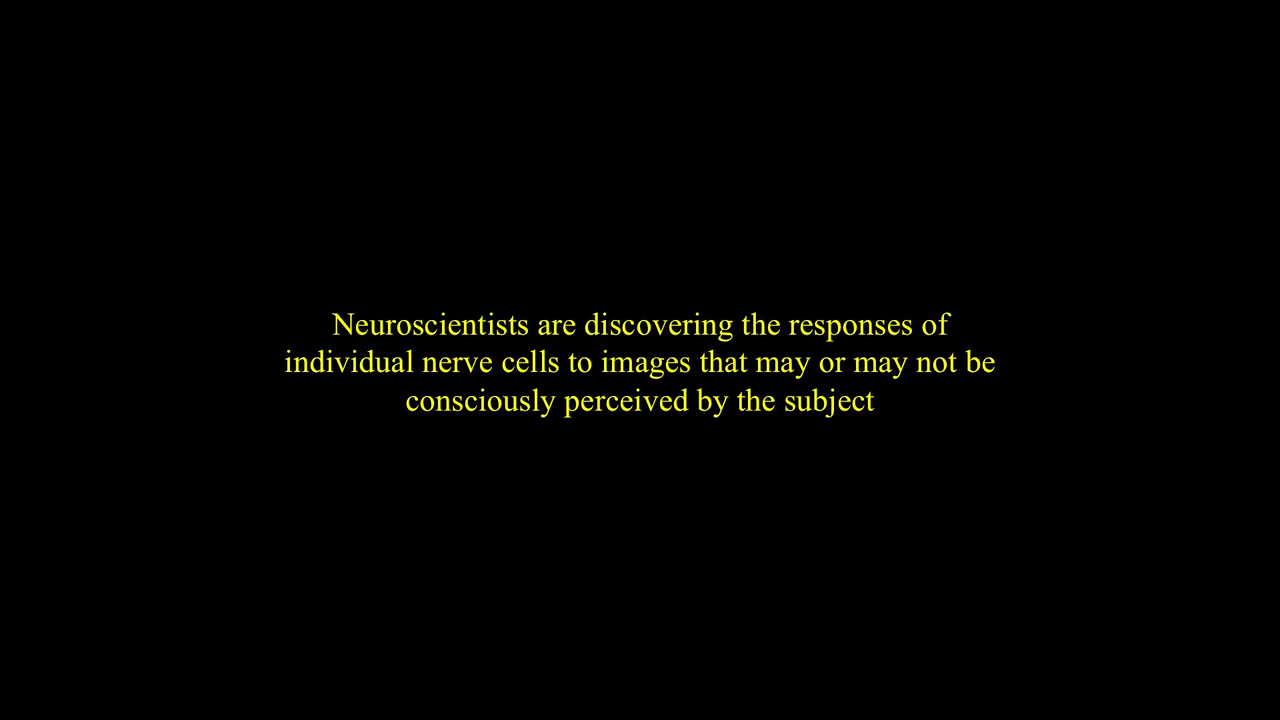 Neuroscientists are discovering the responses of
individual nerve cells to images that may or may not be
consciously perceived by the subject